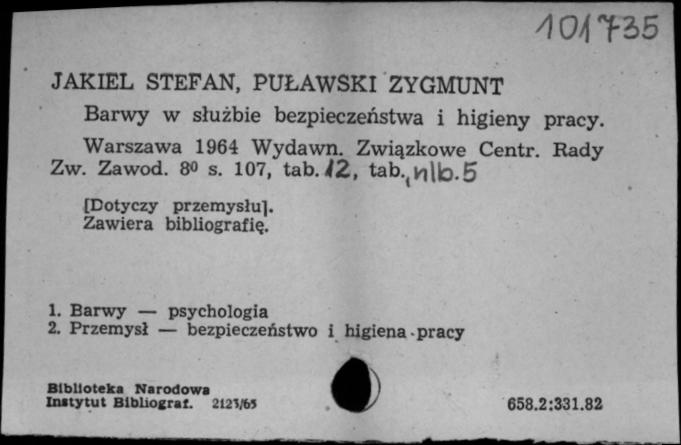 101735
JAKIEL STEFAN, PUŁAWSKI ZYGMUNT
Barwy w służbie bezpieczeństwa i higieny pracy.
Warszawa 1964 Wydawn. Związkowe Centr. Rady
Zw. Zawod. 8⁰ s. 107, tab. 12, tab., nlb. 5
[Dotyczy przemysłu].
Zawiera bibliografię.
1. Barwy — psychologia
2. Przemysł — bezpieczeństwo i higiena pracy
Biblioteka Narodowa
Instytut Bibliograf. 2123/65
658.2:331.82